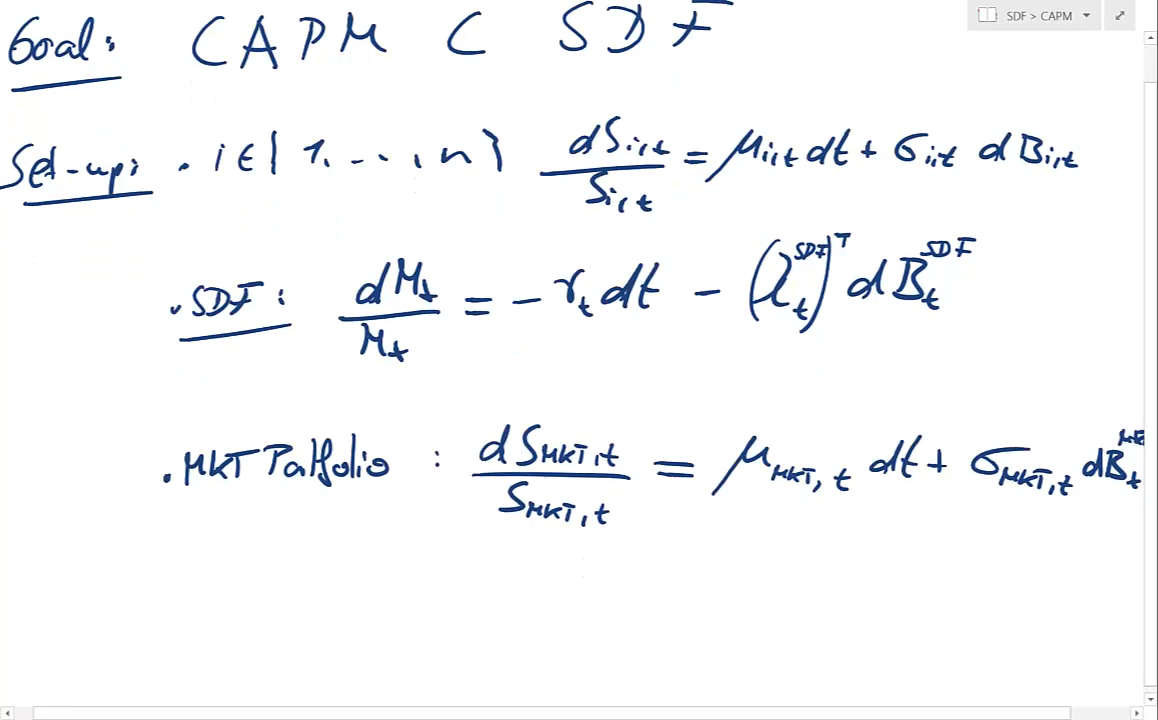 SDF > CAPM
Goal: CAPM ⊂ SDF
Set-up: · i ∈ { 1, ..., n } dS_{i,t} / S_{i,t} = μ_{i,t} dt + σ_{i,t} dB_{i,t}
· SDF: dM_t / M_t = - r_t dt - (λ_t^{SDF})^T dB_t^{SDF}
· MKT Portfolio : dS_{MKT,t} / S_{MKT,t} = μ_{MKT,t} dt + σ_{MKT,t} dB_t